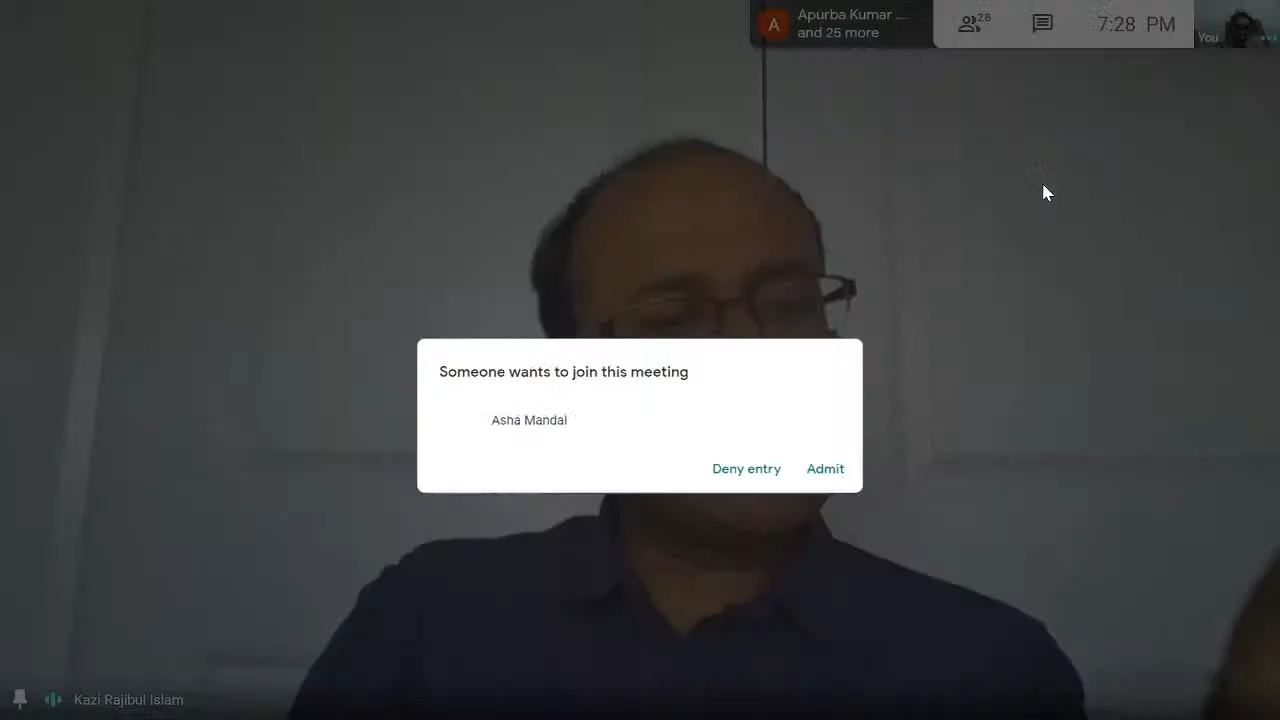 Apurba Kumar ...
and 25 more
28
7:28 PM
You
A
Someone wants to join this meeting
Asha Mandal
Deny entry
Admit
Kazi Rajibul Islam